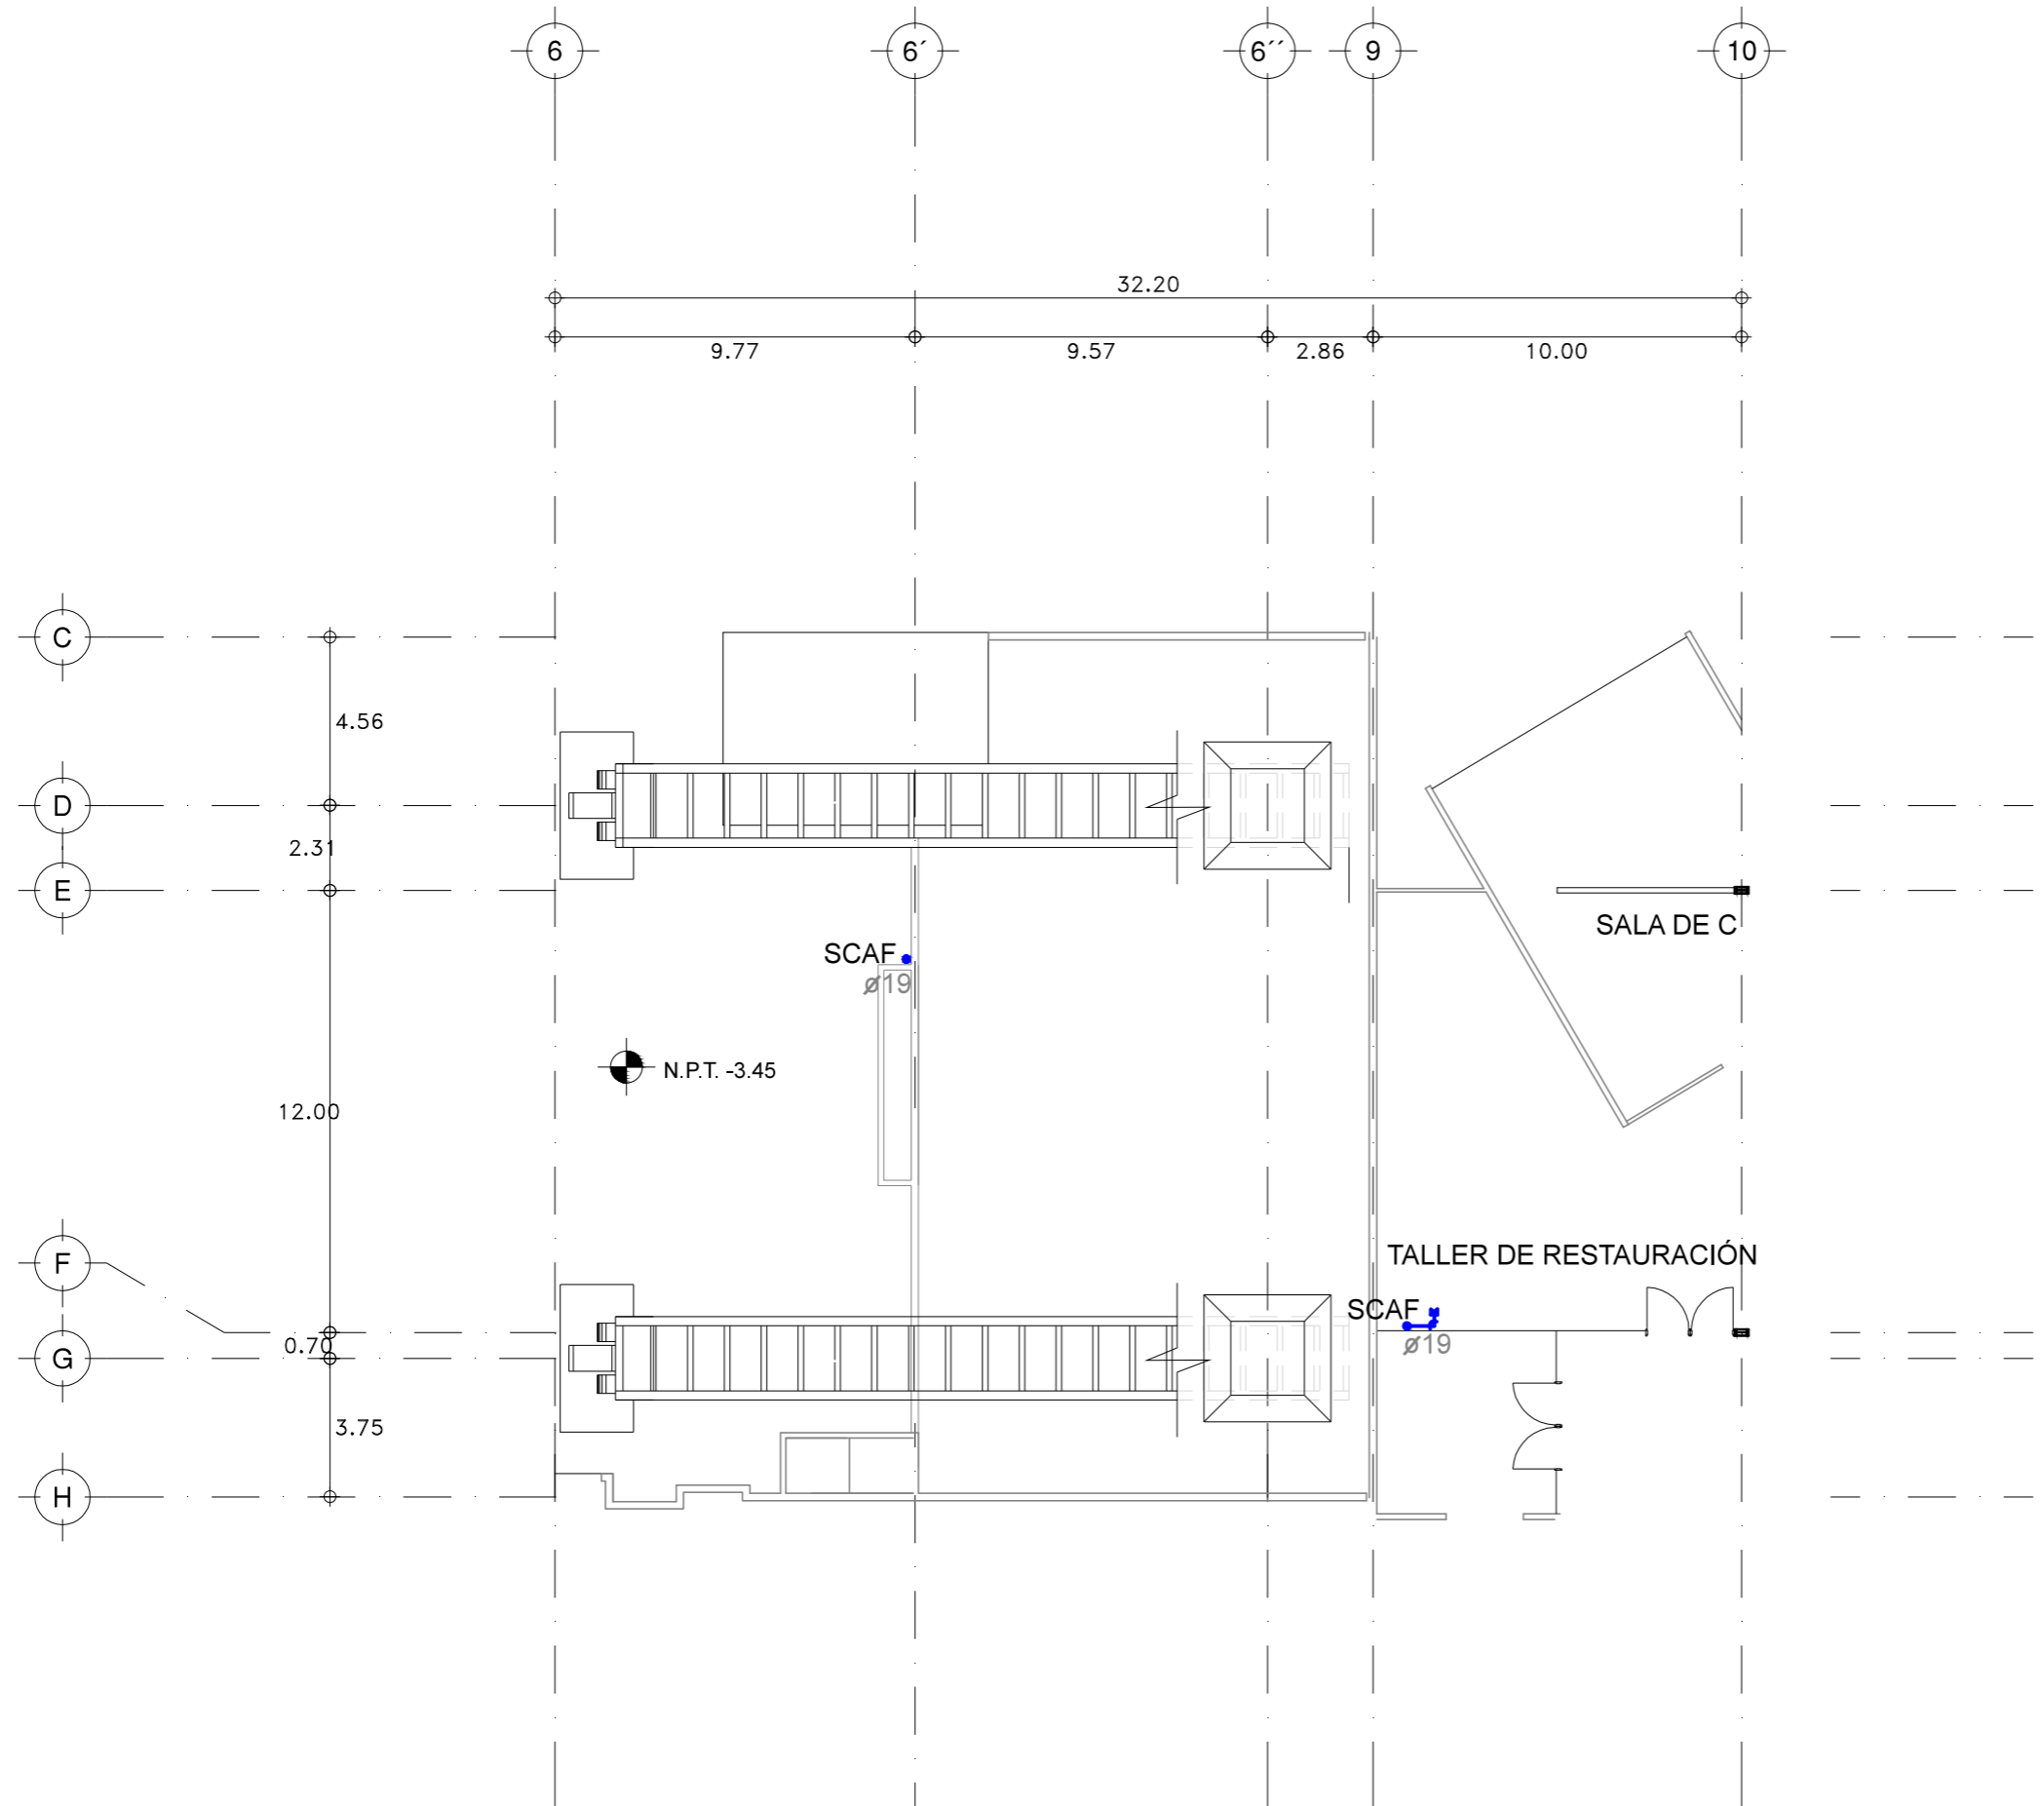 6
6´
6´´
9
10
32.20
9.77
9.57
2.86
10.00
C
4.56
D
2.31
E
SALA DE C
SCAF
ø19
N.P.T. -3.45
12.00
F
TALLER DE RESTAURACIÓN
SCAF
ø19
0.70
G
3.75
H